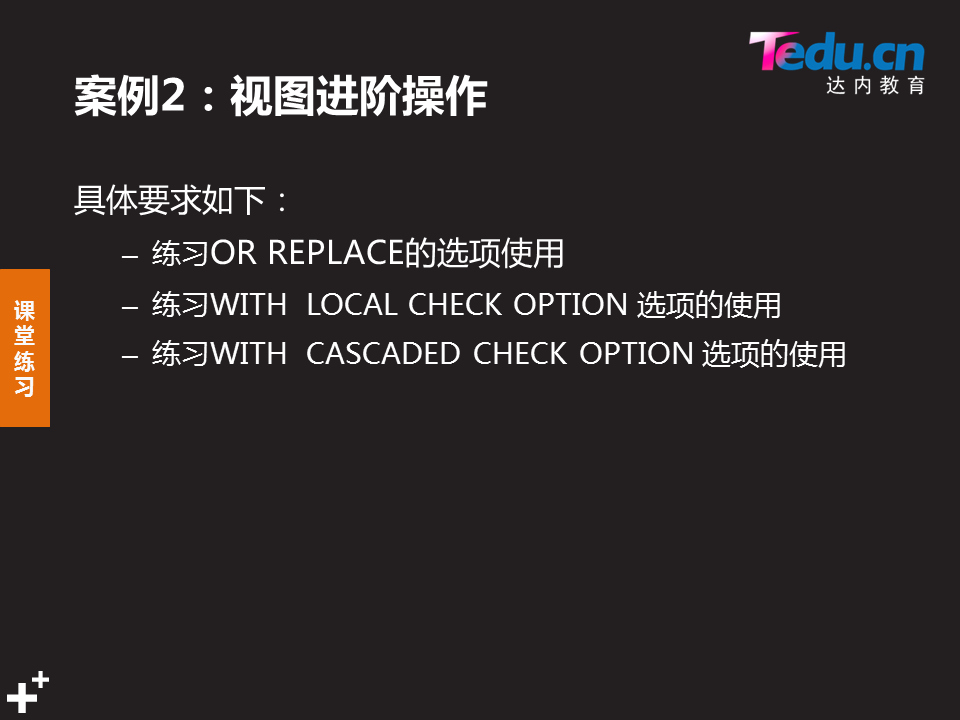 Tedu.cn
达内教育
案例2：视图进阶操作
具体要求如下：
– 练习OR REPLACE的选项使用
– 练习WITH LOCAL CHECK OPTION 选项的使用
– 练习WITH CASCADED CHECK OPTION 选项的使用
课
堂
练
习